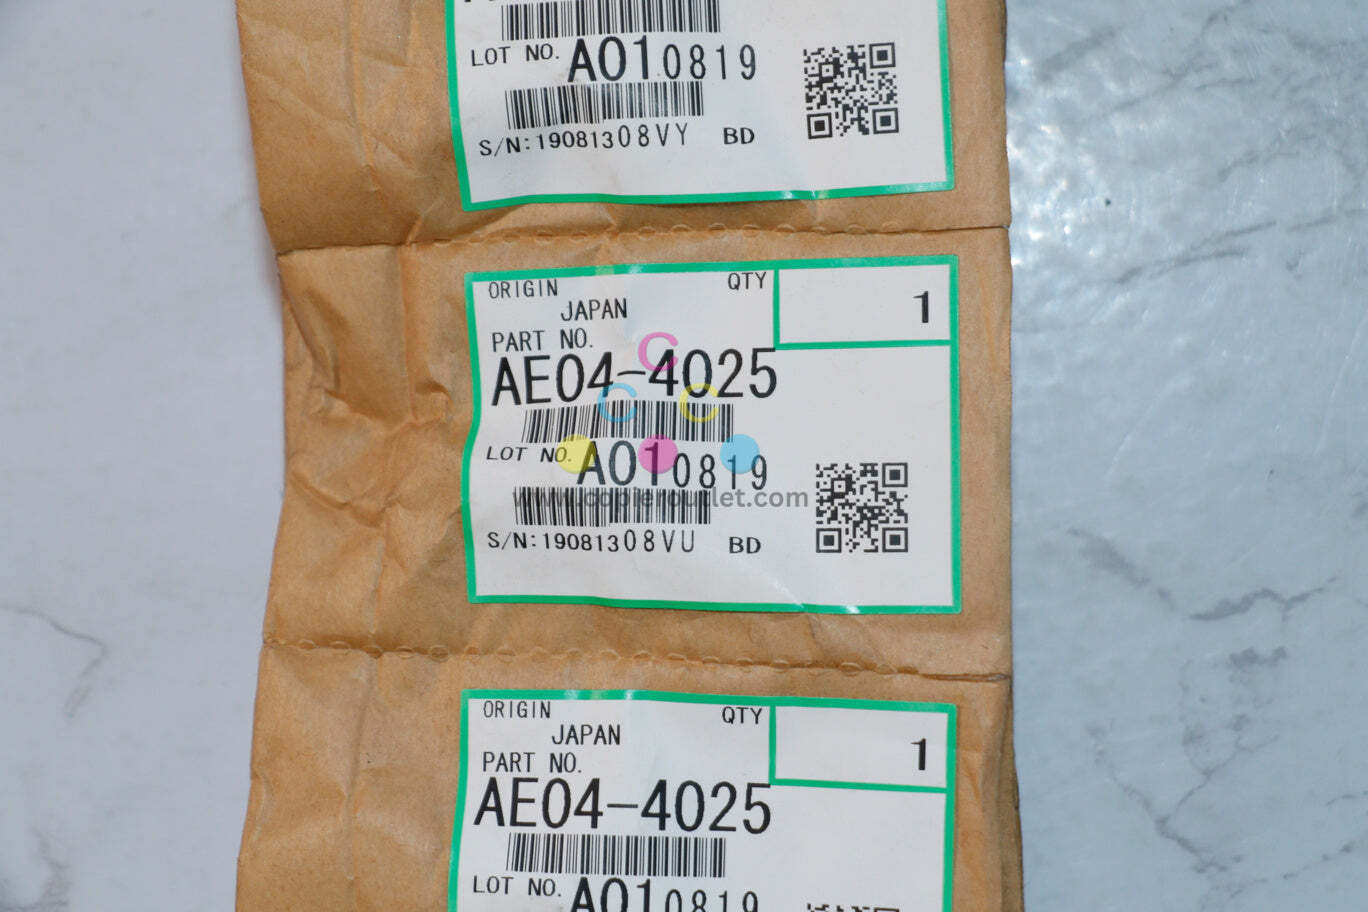 LOT NO. A010819
S/N:19081308VY BD
ORIGIN QTY
JAPAN 1
PART NO.
AE04-4025
LOT NO. A010819
www.copieroutlet.com
S/N:19081308VU BD
ORIGIN QTY
JAPAN 1
PART NO.
AE04-4025
LOT NO. A010819